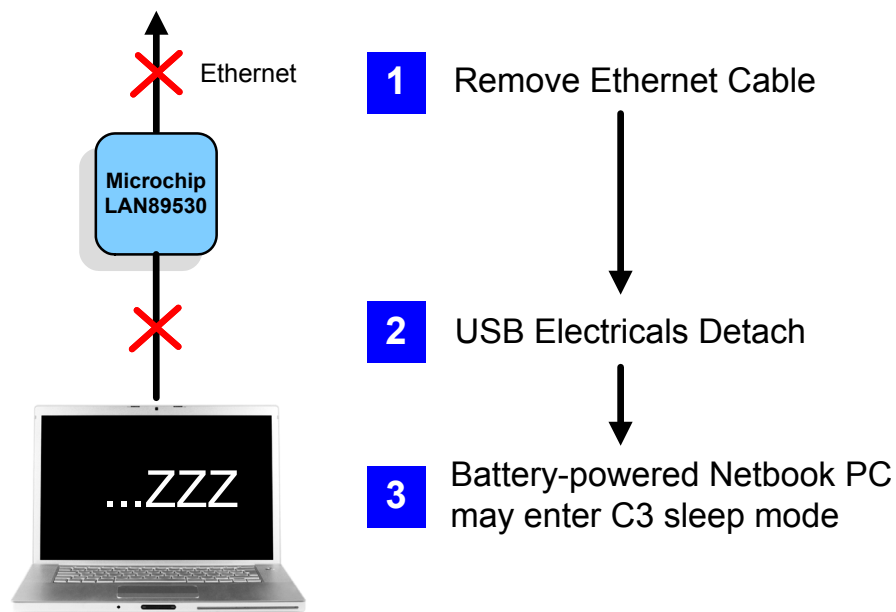 Ethernet
Microchip
LAN89530
...ZZZ
1 Remove Ethernet Cable
2 USB Electricals Detach
3 Battery-powered Netbook PC
may enter C3 sleep mode